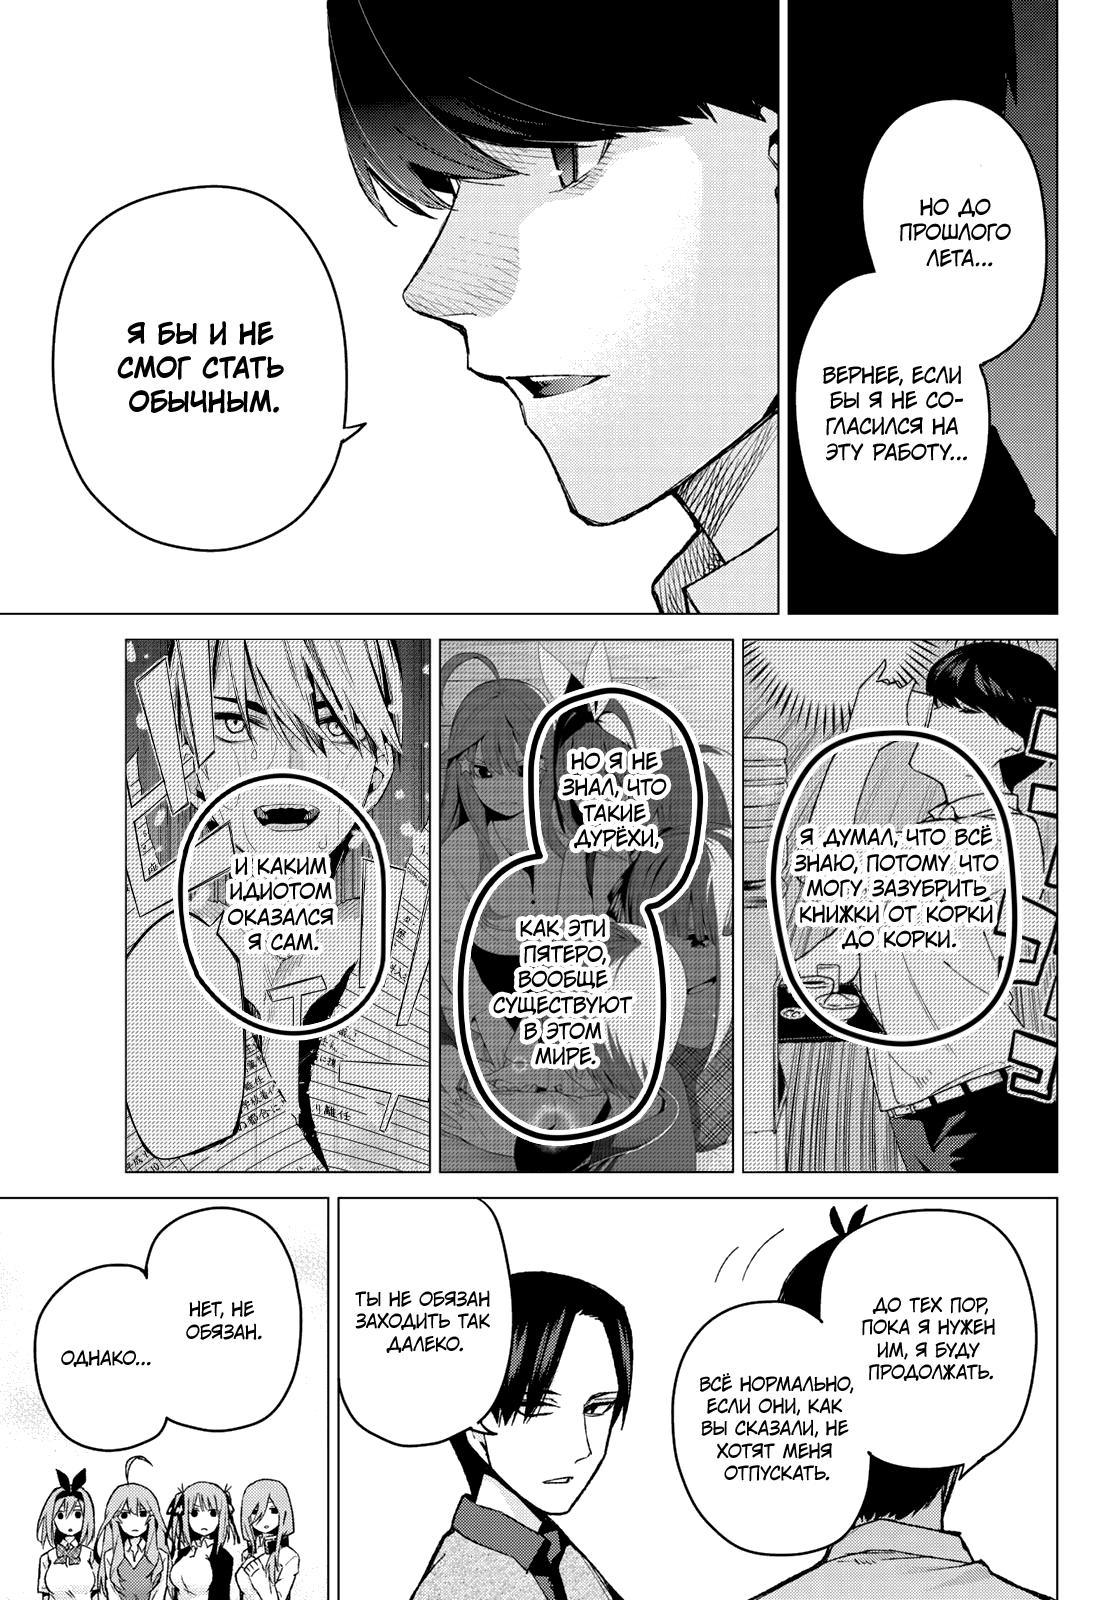 НО ДО
ПРОШЛОГО
ЛЕТА...
ВЕРНЕЕ, ЕСЛИ
БЫ Я НЕ СО-
ГЛАСИЛСЯ НА
ЭТУ РАБОТУ...
Я БЫ И НЕ
СМОГ СТАТЬ
ОБЫЧНЫМ.
Я ДУМАЛ, ЧТО ВСЁ
ЗНАЮ, ПОТОМУ ЧТО
МОГУ ЗАЗУБРИТЬ
КНИЖКИ ОТ КОРКИ
ДО КОРКИ.
НО Я НЕ
ЗНАЛ, ЧТО
ТАКИЕ
ДУРЁХИ,
КАК ЭТИ
ПЯТЕРО,
ВООБЩЕ
СУЩЕСТВУЮТ
В ЭТОМ
МИРЕ.
И КАКИМ
ИДИОТОМ
ОКАЗАЛСЯ
Я САМ.
ДО ТЕХ ПОР,
ПОКА Я НУЖЕН
ИМ, Я БУДУ
ПРОДОЛЖАТЬ.
ВСЁ НОРМАЛЬНО,
ЕСЛИ ОНИ, КАК
ВЫ СКАЗАЛИ, НЕ
ХОТЯТ МЕНЯ
ОТПУСКАТЬ.
ТЫ НЕ ОБЯЗАН
ЗАХОДИТЬ ТАК
ДАЛЕКО.
НЕТ, НЕ
ОБЯЗАН.
ОДНАКО...